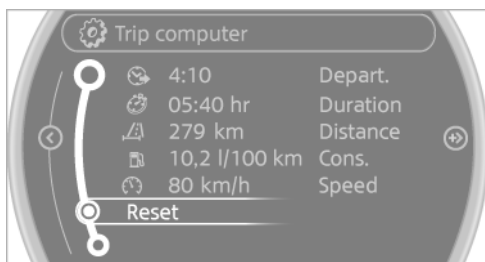 Trip computer
4:10 Depart.
05:40 hr Duration
279 km Distance
10,2 l/100 km Cons.
80 km/h Speed
Reset